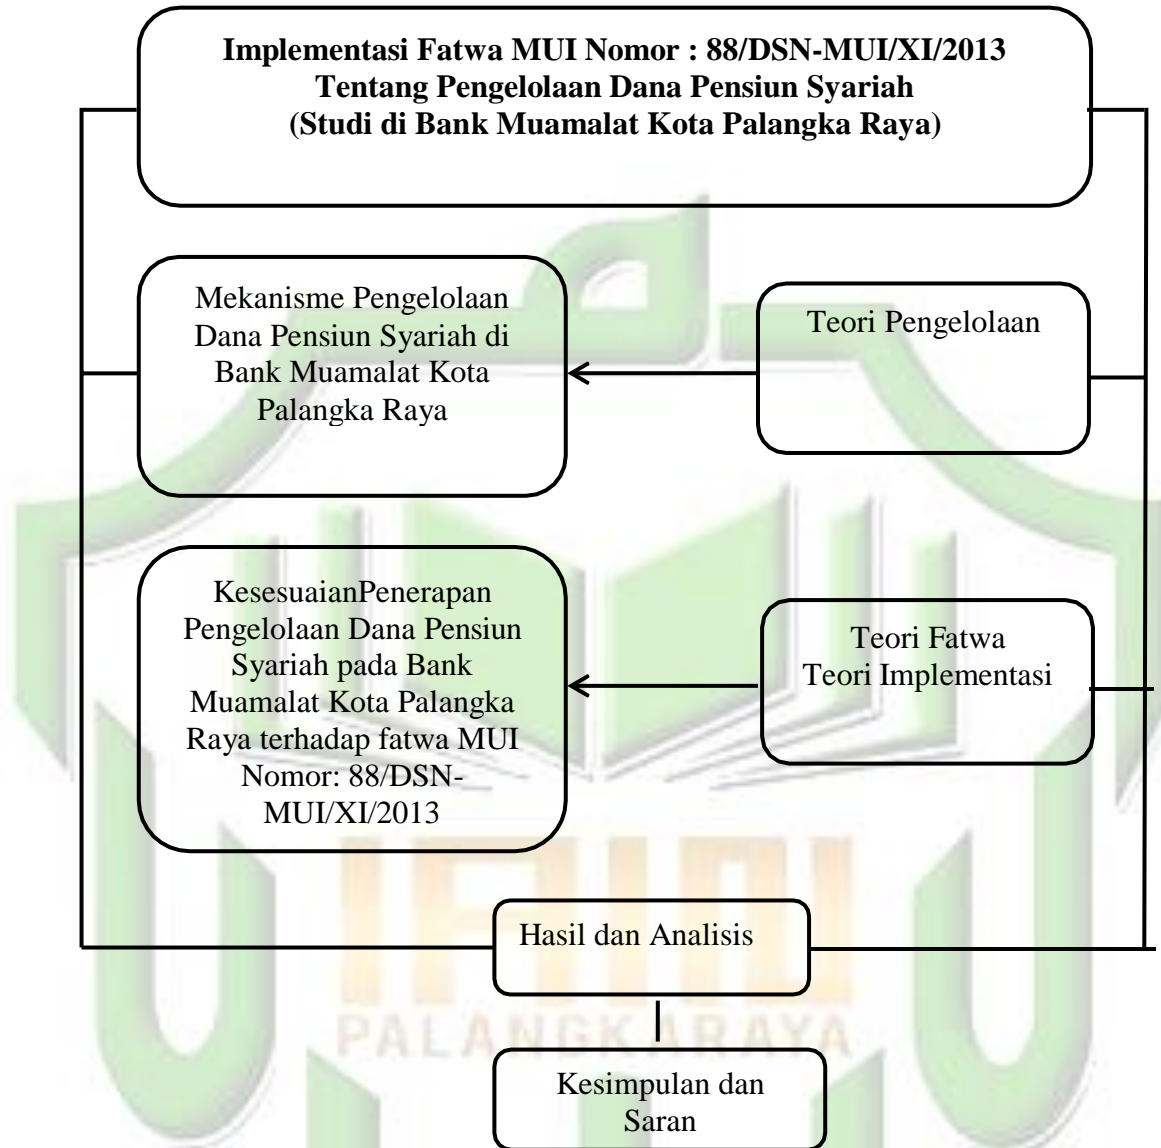 Implementasi Fatwa MUI Nomor : 88/DSN-MUI/XI/2013
Tentang Pengelolaan Dana Pensiun Syariah
(Studi di Bank Muamalat Kota Palangka Raya)
Mekanisme Pengelolaan
Dana Pensiun Syariah di
Bank Muamalat Kota
Palangka Raya
Teori Pengelolaan
KesesuaianPenerapan
Pengelolaan Dana Pensiun
Syariah pada Bank
Muamalat Kota Palangka
Raya terhadap fatwa MUI
Nomor: 88/DSN-
MUI/XI/2013
Teori Fatwa
Teori Implementasi
Hasil dan Analisis
IAIN
PALANGKARAYA
Kesimpulan dan
Saran